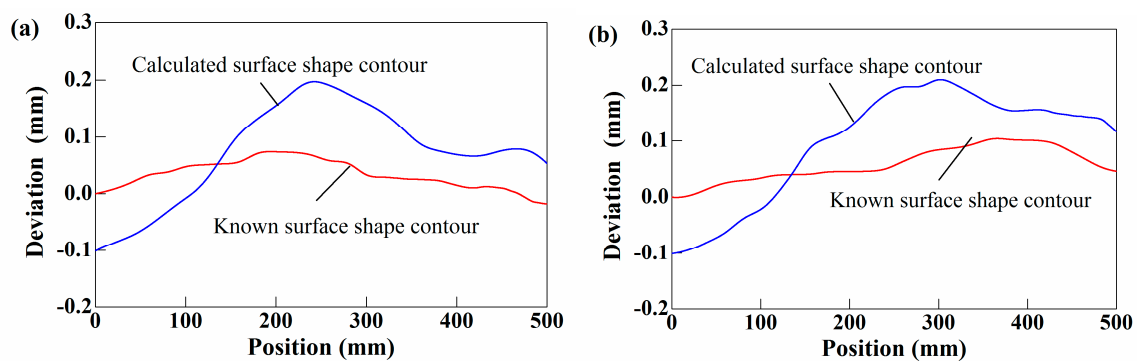 (a)
0.3
0.2
0.1
0.0
-0.1
-0.2
Deviation (mm)
Calculated surface shape contour
Known surface shape contour
0 100 200 300 400 500
Position (mm)
(b)
0.3
0.2
0.1
0.0
-0.1
-0.2
Deviation (mm)
Calculated surface shape contour
Known surface shape contour
0 100 200 300 400 500
Position (mm)